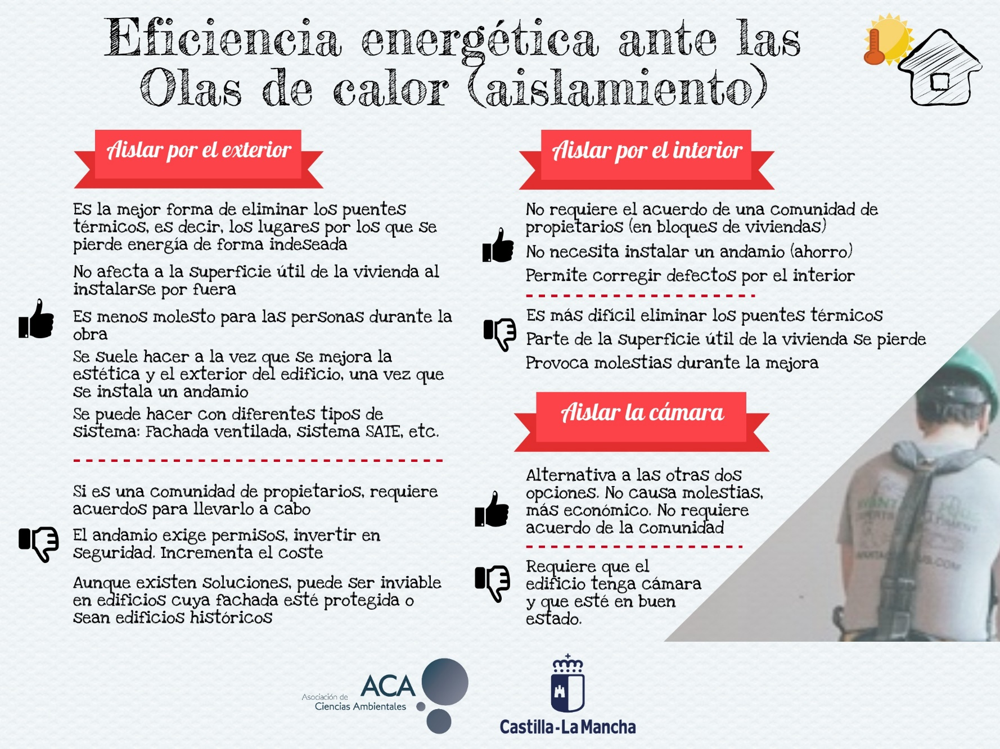 Eficiencia energética ante las
Olas de calor (aislamiento)
Aislar por el exterior
Es la mejor forma de eliminar los puentes
térmicos, es decir, los lugares por los que se
pierde energía de forma indeseada
No afecta a la superficie útil de la vivienda al
instalarse por fuera
Es menos molesto para las personas durante la
obra
Se suele hacer a la vez que se mejora la
estética y el exterior del edificio, una vez que
se instala un andamio
Se puede hacer con diferentes tipos de
sistema: Fachada ventilada, sistema SATE, etc.
Si es una comunidad de propietarios, requiere
acuerdos para llevarlo a cabo
El andamio exige permisos, invertir en
seguridad. Incrementa el coste
Aunque existen soluciones, puede ser inviable
en edificios cuya fachada esté protegida o
sean edificios históricos
Aislar por el interior
No requiere el acuerdo de una comunidad de
propietarios (en bloques de viviendas)
No necesita instalar un andamio (ahorro)
Permite corregir defectos por el interior
Es más difícil eliminar los puentes térmicos
Parte de la superficie útil de la vivienda se pierde
Provoca molestias durante la mejora
Aislar la cámara
Alternativa a las otras dos
opciones. No causa molestias,
más económico. No requiere
acuerdo de la comunidad
Requiere que el
edificio tenga cámara
y que esté en buen
estado.
ACA
Asociación de
Ciencias Ambientales
Castilla-La Mancha